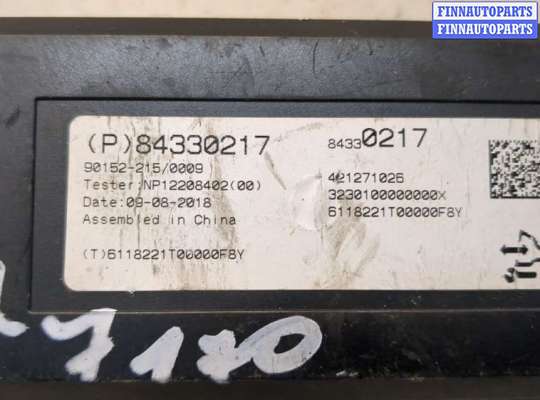 FINNAUTOPARTS
FINNAUTOPARTS
(P)84330217
84330217
90152-215/0009
Tester:NP12208402(00)
Date:09-08-2018
Assembled in China
421271026
3230100000000X
6118221T00000F8Y
(T)6118221T00000F8Y
170